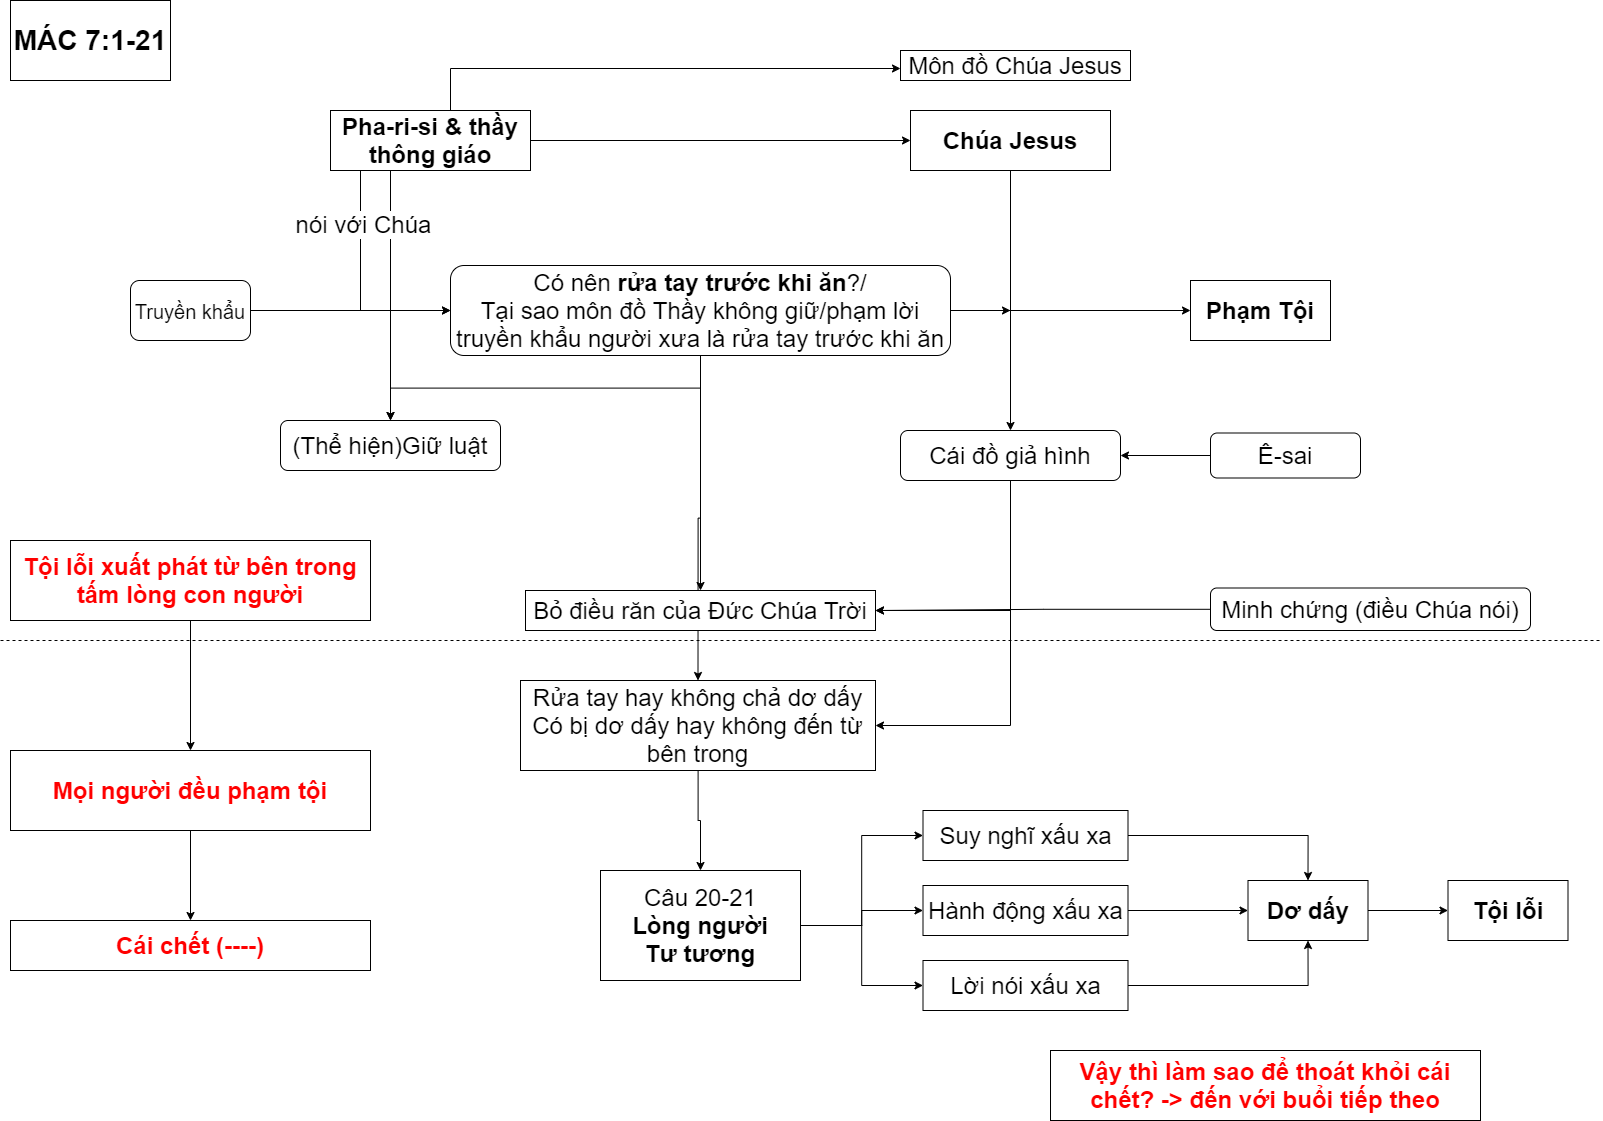 MÁC 7:1-21
Môn đồ Chúa Jesus
Pha-ri-si & thầy
thông giáo
Chúa Jesus
nói với Chúa
Truyền khẩu
Có nên rửa tay trước khi ăn?/
Tại sao môn đồ Thầy không giữ/phạm lời
truyền khẩu người xưa là rửa tay trước khi ăn
Phạm Tội
(Thể hiện)Giữ luật
Cái đồ giả hình
Ê-sai
Tội lỗi xuất phát từ bên trong
tấm lòng con người
Bỏ điều răn của Đức Chúa Trời
Minh chứng (điều Chúa nói)
Rửa tay hay không chả dơ dấy
Có bị dơ dấy hay không đến từ
bên trong
Mọi người đều phạm tội
Suy nghĩ xấu xa
Câu 20-21
Lòng người
Tư tương
Hành động xấu xa
Dơ dấy
Tội lỗi
Cái chết (----)
Lời nói xấu xa
Vậy thì làm sao để thoát khỏi cái
chết? -> đến với buổi tiếp theo